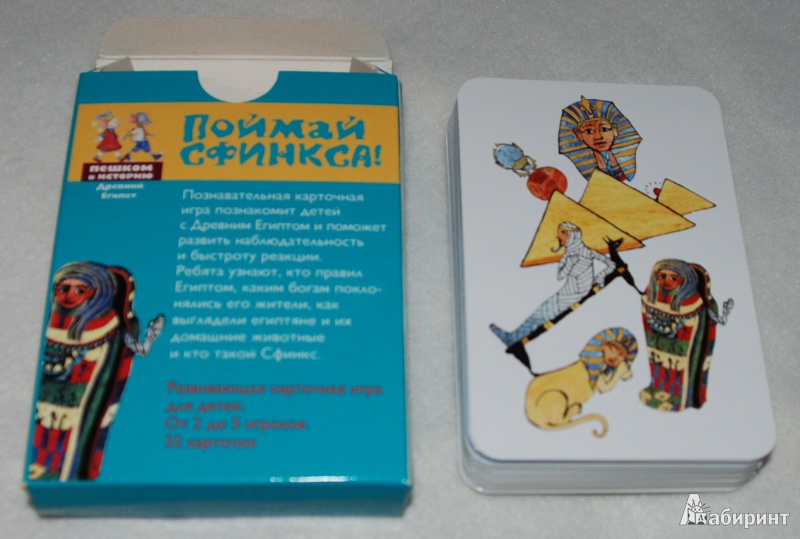 Поймай
СФИНКСА!
ПЕШКОМ
в ИСТОРИЮ
Древний
Египет
Познавательная карточная
игра познакомит детей
с Древним Египтом и поможет
развить наблюдательность
и быстроту реакции.
Ребята узнают, кто правил
Египтом, каким богам покло-
нялись его жители, как
выглядели египтяне и их
домашние животные
и кто такой Сфинкс.
Развивающая карточная игра
для детей.
От 2 до 5 игроков.
32 карточки
Лабиринт